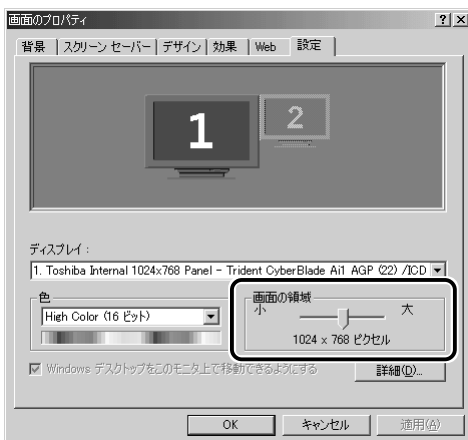 画面のプロパティ
背景 スクリーン セーバー デザイン 効果 Web 設定
1 2
ディスプレイ :
1. Toshiba Internal 1024x768 Panel - Trident CyberBlade Ai1 AGP (22) /ICD
色
High Color (16 ビット)
画面の領域
小 大
1024 x 768 ピクセル
Windows デスクトップをこのモニタ上で移動できるようにする
詳細(D)...
OK キャンセル 適用(A)